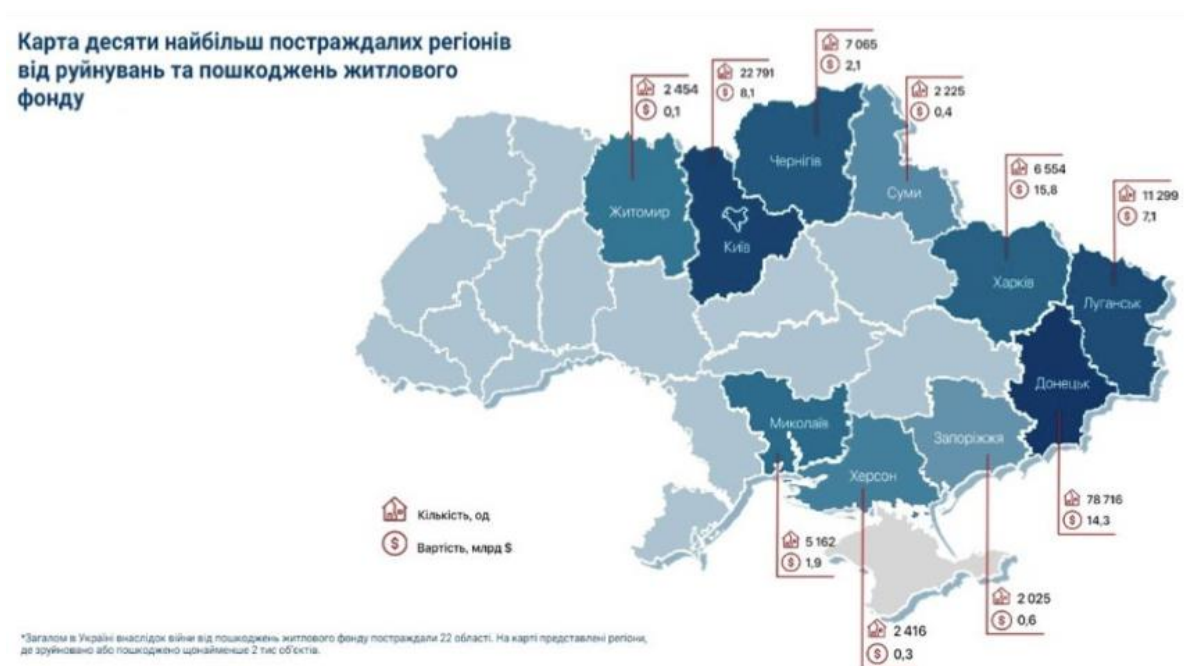 Карта десяти найбільш постраждалих регіонів
від руйнувань та пошкоджень житлового
фонду
7 065
2,1
22 791
8,1
2 454
0,1
2 225
0,4
Чернігів
6 554
15,8
Суми
11 299
7,1
Житомир
Київ
Харків
Луганськ
Донецьк
Миколаїв
Запоріжжя
Херсон
78 716
14,3
Кількість, од
Вартість, млрд $
5 162
1,9
2 025
0,6
2 416
0,3
*Загалом в Україні внаслідок війни від пошкоджень житлового фонду постраждали 22 області. На карті представлені регіони,
де зруйновано або пошкоджено щонайменше 2 тис об'єктів.